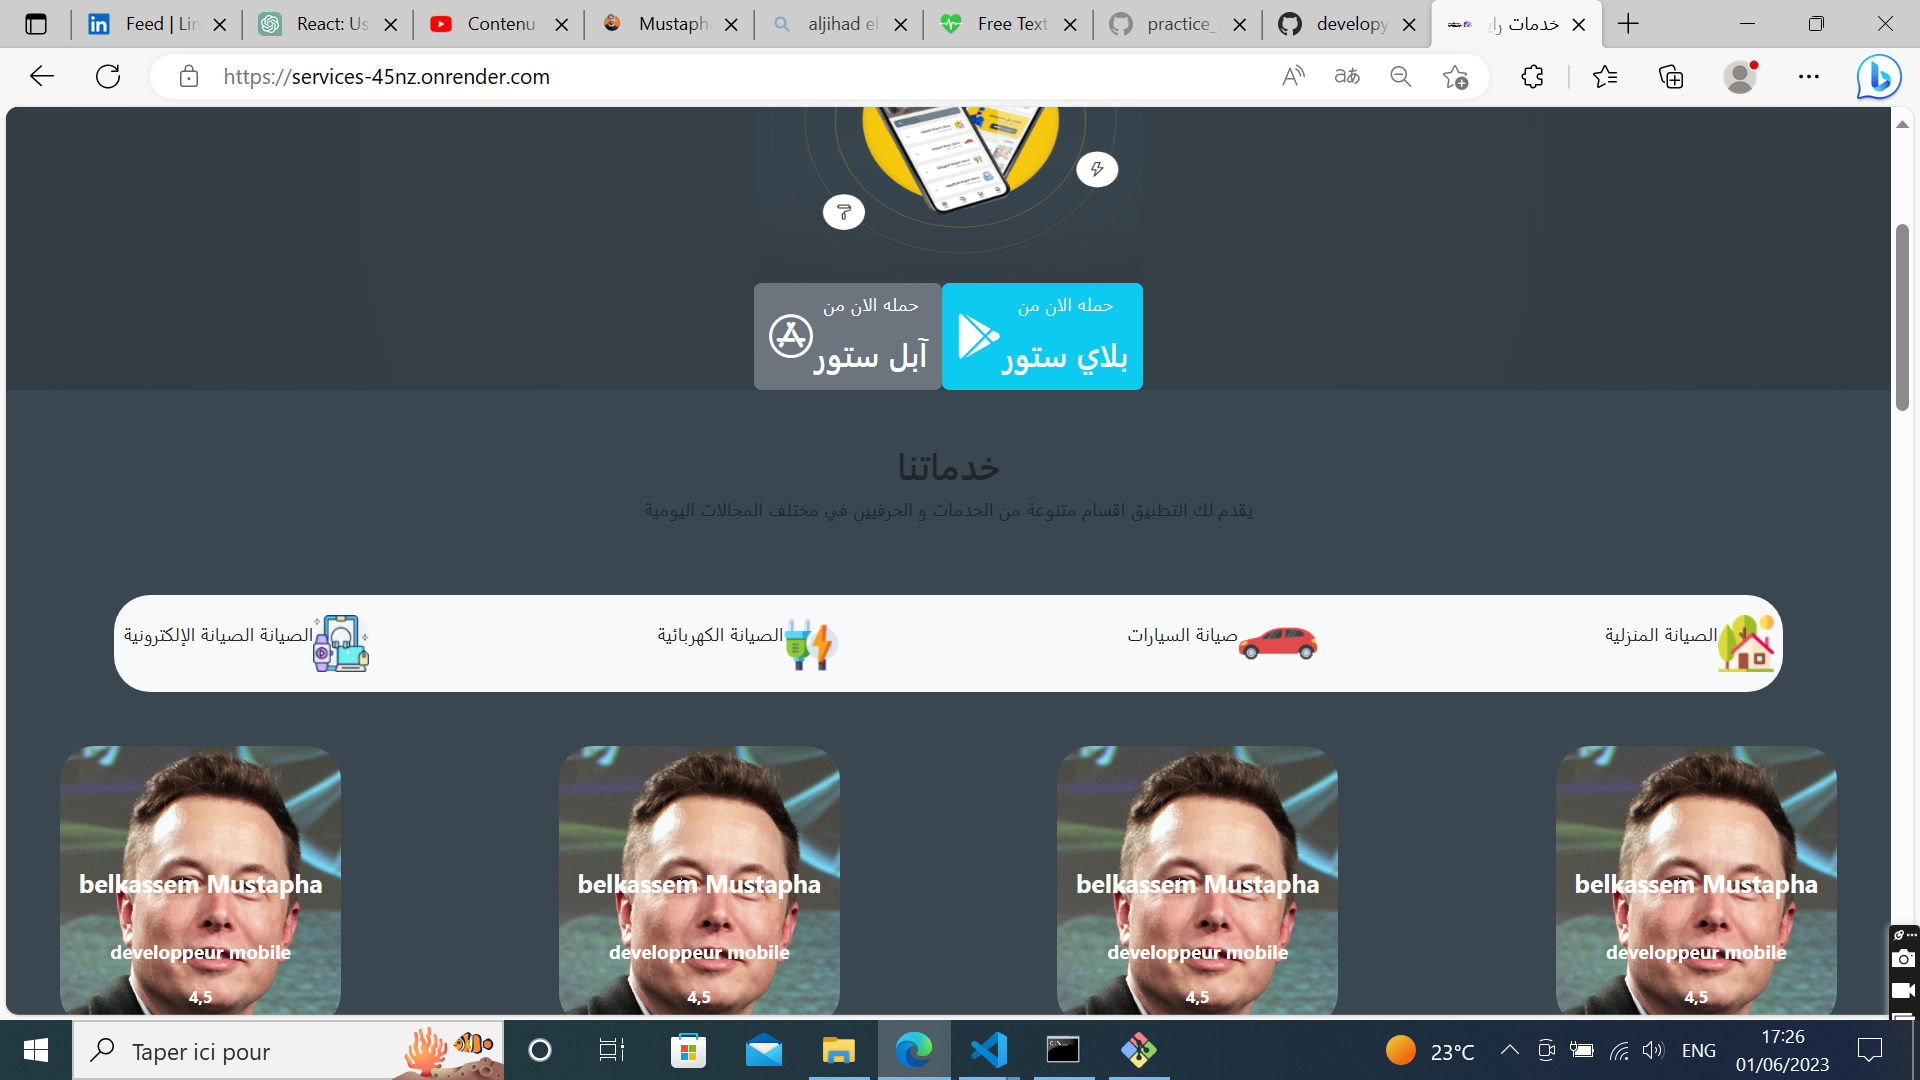 Feed | Lin
React: Us
Contenu
Mustapha
aljihad el
Free Text
practice_
developy
خدمات راي
https://services-45nz.onrender.com
حمله الان من
بلاي ستور
حمله الان من
آبل ستور
خدماتنا
يقدم لك التطبيق اقسام متنوعة من الخدمات و الحرفيين في مختلف المجالات اليومية
الصيانة المنزلية
صيانة السيارات
الصيانة الكهربائية
الصيانة الصيانة الإلكترونية
belkassem Mustapha
developpeur mobile
4,5
belkassem Mustapha
developpeur mobile
4,5
belkassem Mustapha
developpeur mobile
4,5
belkassem Mustapha
developpeur mobile
4,5
Taper ici pour
23°C
ENG
17:26
01/06/2023